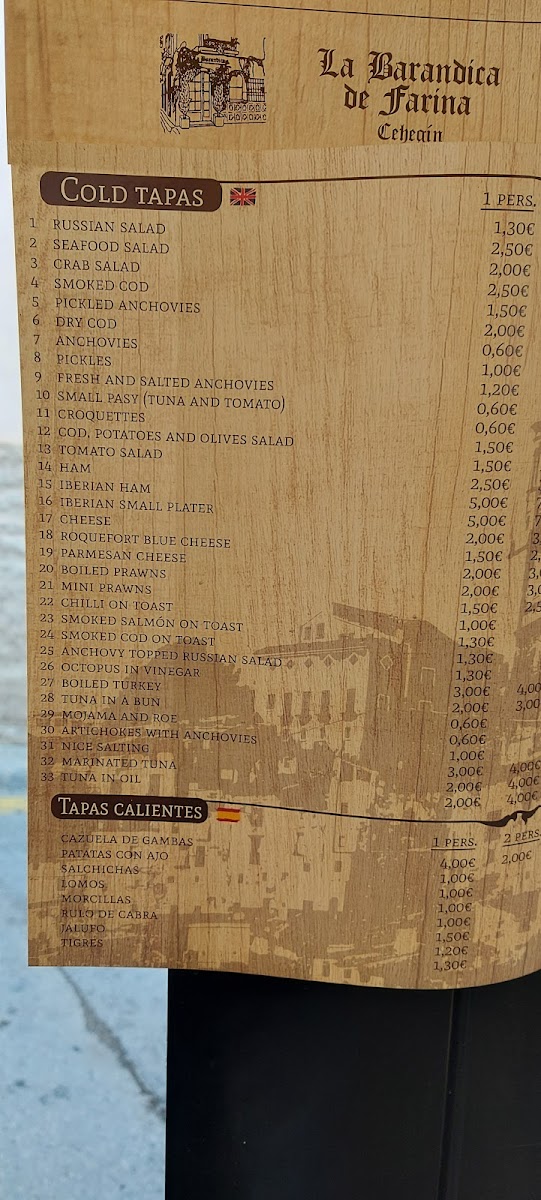 Barandica
La Barandica
de Farina
Cehegín
COLD TAPAS 1 PERS.
1 RUSSIAN SALAD 1,30€
2 SEAFOOD SALAD 2,50€
3 CRAB SALAD 2,00€
4 SMOKED COD 2,50€
5 PICKLED ANCHOVIES 1,50€
6 DRY COD 2,00€
7 ANCHOVIES 0,60€
8 PICKLES 1,00€
9 FRESH AND SALTED ANCHOVIES 1,20€
10 SMALL PASY (TUNA AND TOMATO) 0,60€
11 CROQUETTES 0,60€
12 COD, POTATOES AND OLIVES SALAD 1,50€
13 TOMATO SALAD 1,50€
14 HAM 2,50€
15 IBERIAN HAM 5,00€
16 IBERIAN SMALL PLATER 5,00€
17 CHEESE 2,00€
18 ROQUEFORT BLUE CHEESE 1,50€
19 PARMESAN CHEESE 2,00€
20 BOILED PRAWNS 2,00€
21 MINI PRAWNS 1,50€
22 CHILLI ON TOAST 1,00€
23 SMOKED SALMÓN ON TOAST 1,30€
24 SMOKED COD ON TOAST 1,30€
25 ANCHOVY TOPPED RUSSIAN SALAD 1,30€
26 OCTOPUS IN VINEGAR 3,00€ 4,00
27 BOILED TURKEY 2,00€ 3,00
28 TUNA IN A BUN 0,60€
29 MOJAMA AND ROE 0,60€
30 ARTICHOKES WITH ANCHOVIES 1,00€
31 NICE SALTING 3,00€ 4,00€
32 MARINATED TUNA 2,00€ 4,00€
33 TUNA IN OIL 2,00€ 4,00€
TAPAS CALIENTES 1 PERS. 2 PERS.
CAZUELA DE GAMBAS 4,00€ 2,00€
PATATAS CON AJO 1,00€
SALCHICHAS 1,00€
LOMOS 1,00€
MORCILLAS 1,00€
RULO DE CABRA 1,50€
JALUFO 1,20€
TIGRES 1,30€